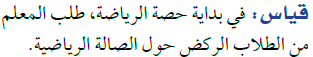 قياس: في بداية حصة الرياضة، طلب المعلم
من الطلاب الركض حول الصالة الرياضية.